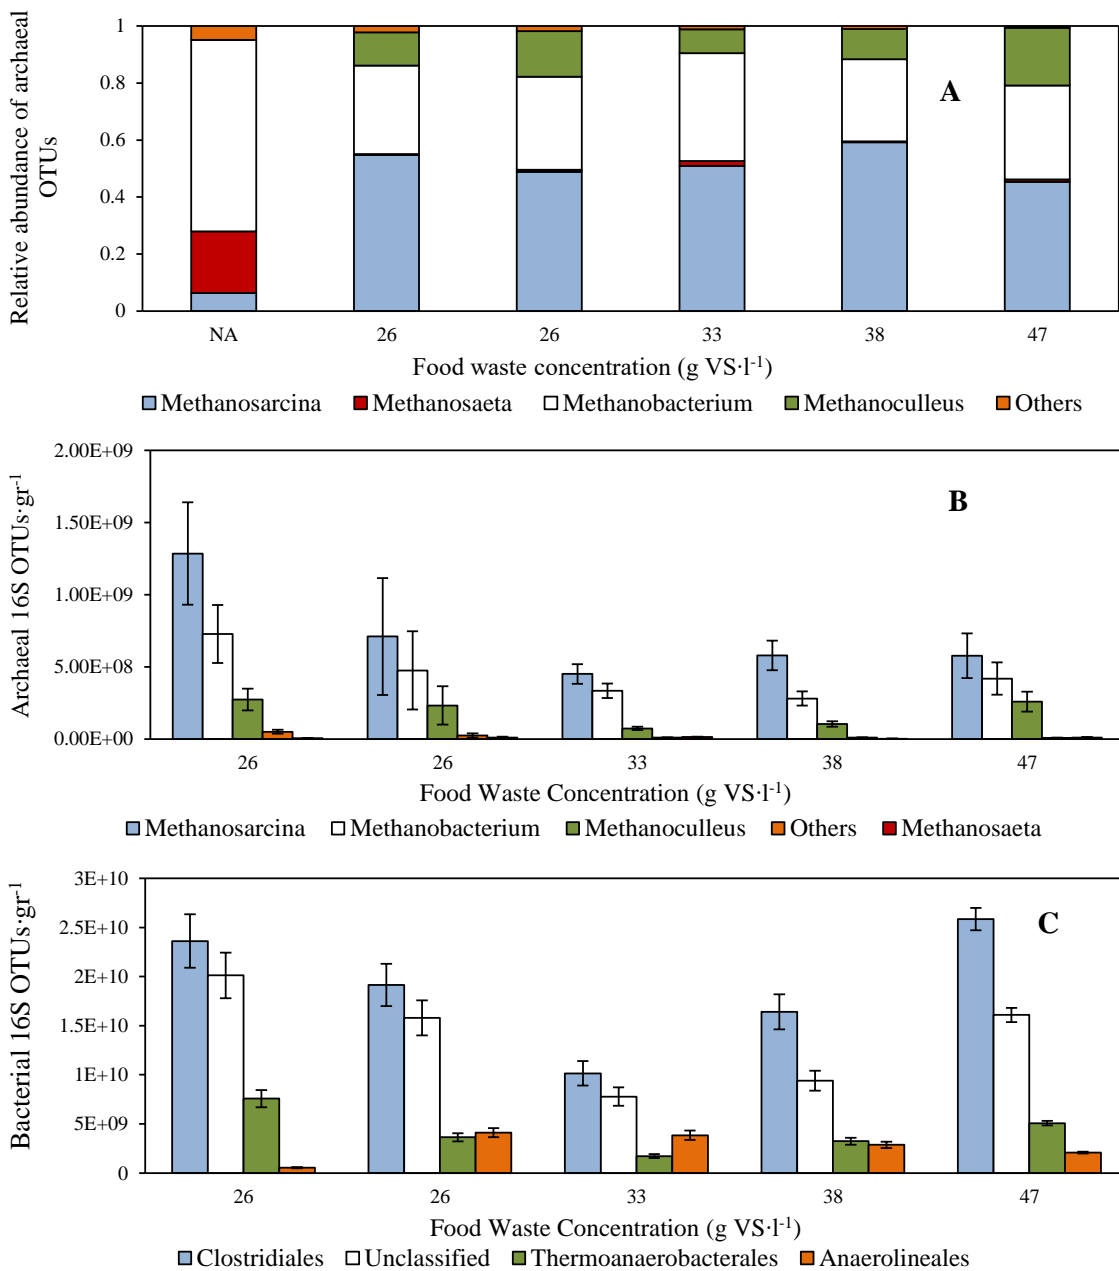 Relative abundance of archaeal
OTUs
1
0.8
0.6
0.4
0.2
0
A
NA 26 26 33 38 47
Food waste concentration (g VS·l-1)
Methanosarcina Methanosaeta Methanobacterium Methanoculleus Others
Archaeal 16S OTUs·gr-1
2.00E+09
1.50E+09
1.00E+09
5.00E+08
0.00E+00
B
26 26 33 38 47
Food Waste Concentration (g VS·l-1)
Methanosarcina Methanobacterium Methanoculleus Others Methanosaeta
Bacterial 16S OTUs·gr-1
3E+10
2.5E+10
2E+10
1.5E+10
1E+10
5E+09
0
C
26 26 33 38 47
Food Waste Concentration (g VS·l-1)
Clostridiales Unclassified Thermoanaerobacterales Anaerolineales